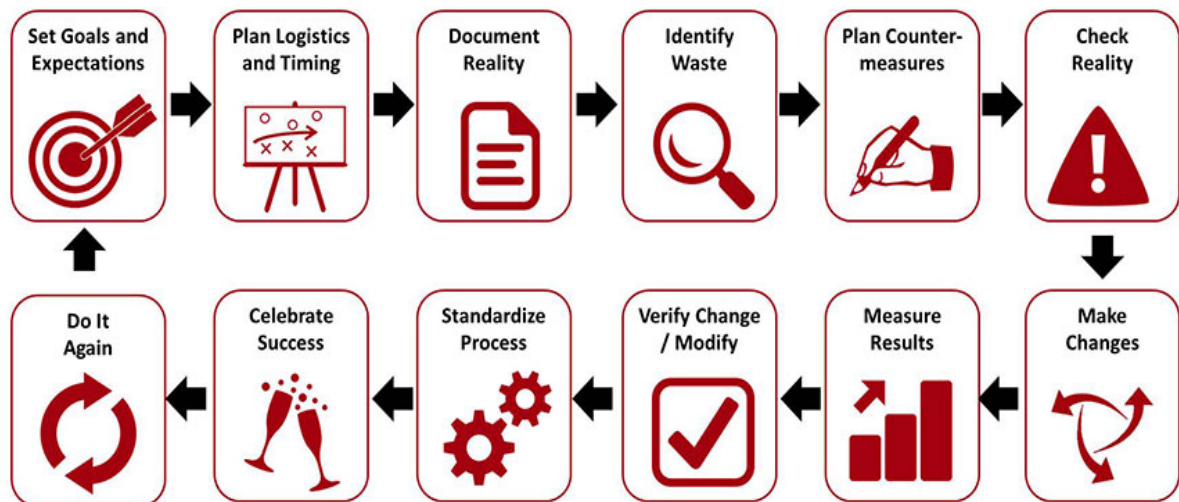 Set Goals and
Expectations
Plan Logistics
and Timing
Document
Reality
Identify
Waste
Plan Counter-
measures
Check
Reality
Do It
Again
Celebrate
Success
Standardize
Process
Verify Change
/ Modify
Measure
Results
Make
Changes